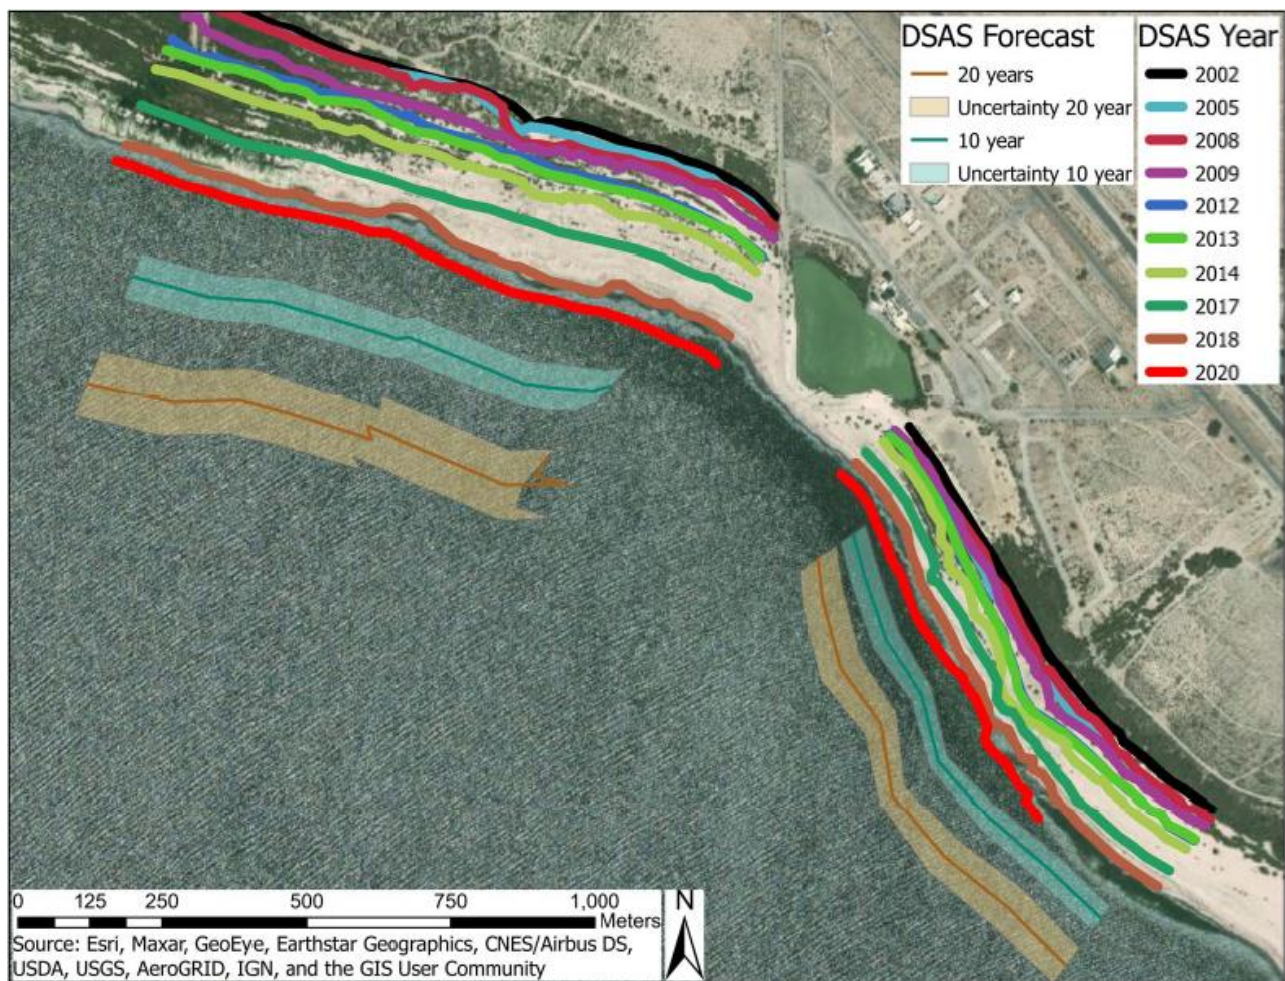 DSAS Forecast
20 years
Uncertainty 20 year
10 year
Uncertainty 10 year
DSAS Year
2002
2005
2008
2009
2012
2013
2014
2017
2018
2020
0 125 250 500 750 1,000
Meters
N
Source: Esri, Maxar, GeoEye, Earthstar Geographics, CNES/Airbus DS,
USDA, USGS, AeroGRID, IGN, and the GIS User Community